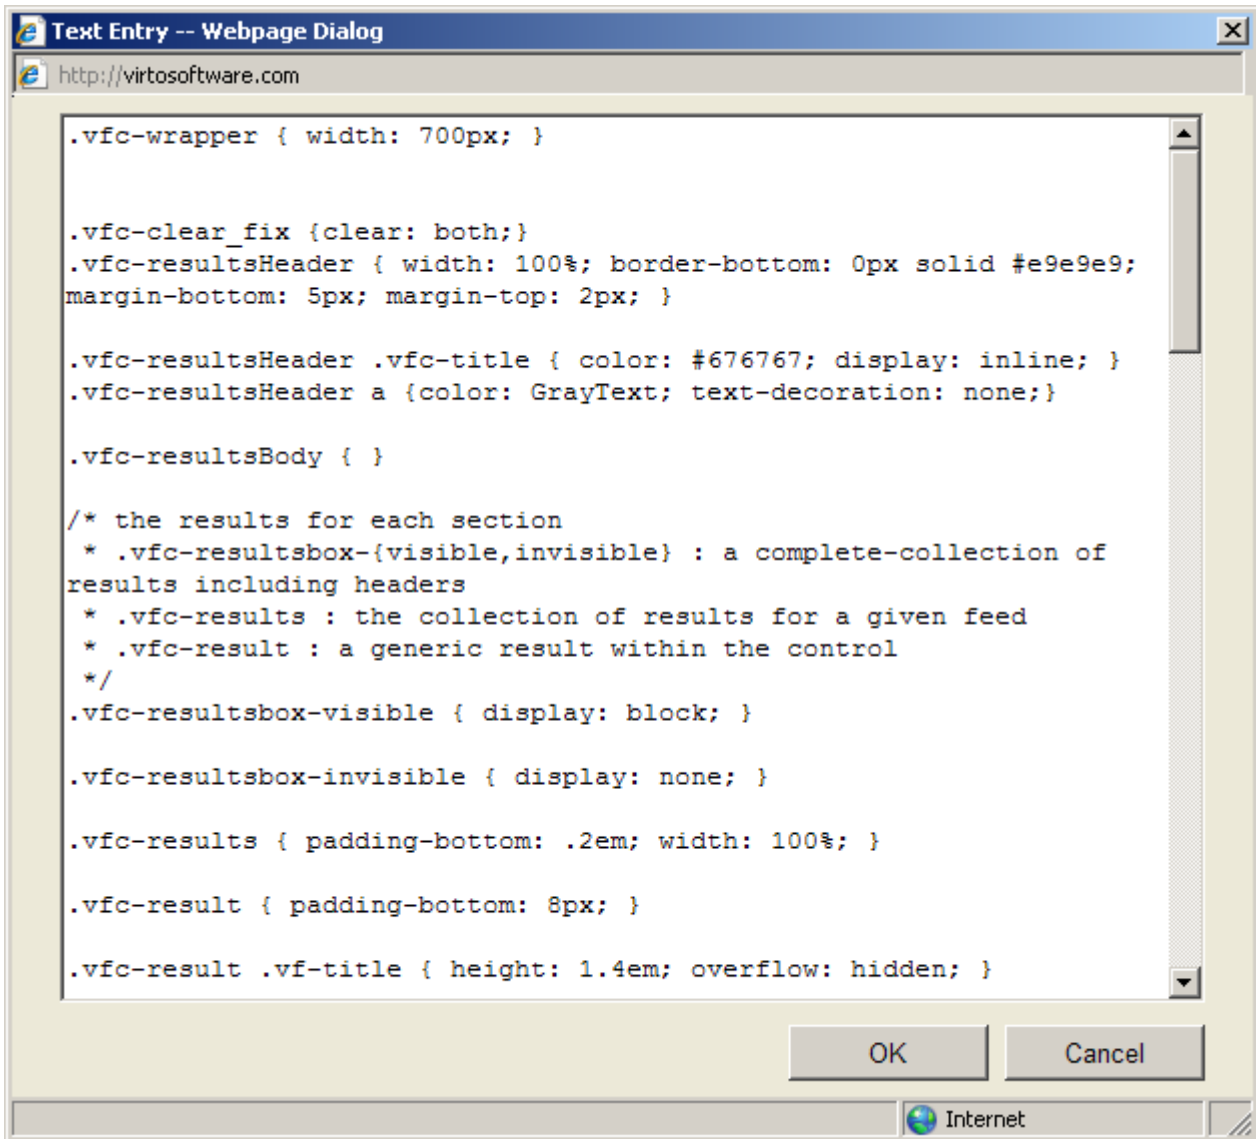 Text Entry -- Webpage Dialog
http://virtosoftware.com
.vfc-wrapper { width: 700px; }
.vfc-clear_fix {clear: both;}
.vfc-resultsHeader { width: 100%; border-bottom: 0px solid #e9e9e9;
margin-bottom: 5px; margin-top: 2px; }
.vfc-resultsHeader .vfc-title { color: #676767; display: inline; }
.vfc-resultsHeader a {color: GrayText; text-decoration: none;}
.vfc-resultsBody { }
/* the results for each section
 * .vfc-resultsbox-{visible,invisible} : a complete-collection of
results including headers
 * .vfc-results : the collection of results for a given feed
 * .vfc-result : a generic result within the control
 */
.vfc-resultsbox-visible { display: block; }
.vfc-resultsbox-invisible { display: none; }
.vfc-results { padding-bottom: .2em; width: 100%; }
.vfc-result { padding-bottom: 8px; }
.vfc-result .vf-title { height: 1.4em; overflow: hidden; }
OK Cancel
Internet